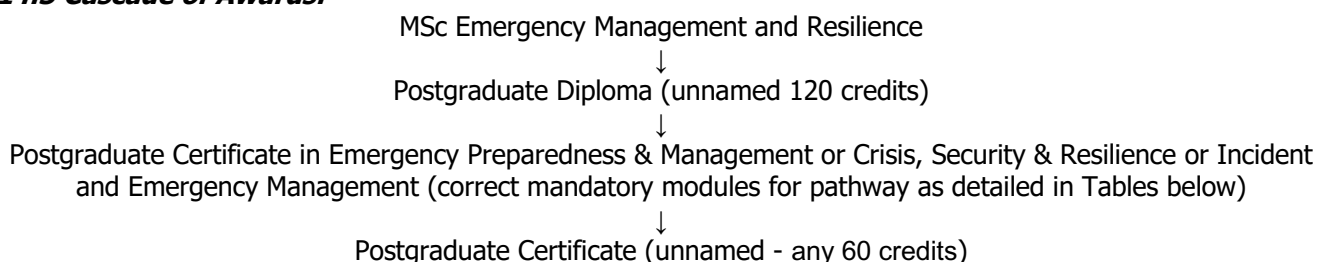 Cascade of Awards:
MSc Emergency Management and Resilience
↓
Postgraduate Diploma (unnamed 120 credits)
↓
Postgraduate Certificate in Emergency Preparedness & Management or Crisis, Security & Resilience or Incident
and Emergency Management (correct mandatory modules for pathway as detailed in Tables below)
↓
Postgraduate Certificate (unnamed - any 60 credits)